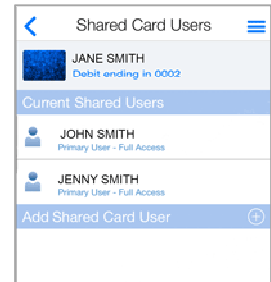 Shared Card Users
JANE SMITH
Debit ending in 0002
Current Shared Users
JOHN SMITH
Primary User - Full Access
JENNY SMITH
Primary User - Full Access
Add Shared Card User